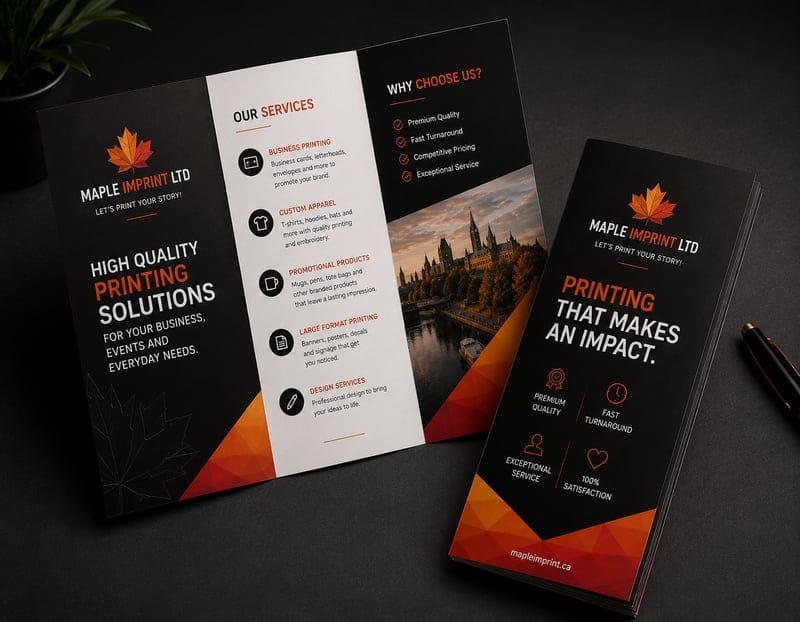 MAPLE IMPRINT LTD
LET'S PRINT YOUR STORY!
HIGH QUALITY
PRINTING
SOLUTIONS
FOR YOUR BUSINESS,
EVENTS AND
EVERYDAY NEEDS.
OUR SERVICES
BUSINESS PRINTING
Business cards, letterheads,
envelopes and more to
promote your brand.
CUSTOM APPAREL
T-shirts, hoodies, hats and
more with quality printing
and embroidery.
PROMOTIONAL PRODUCTS
Mugs, pens, tote bags and
other branded products
that leave a lasting impression.
LARGE FORMAT PRINTING
Banners, posters, decals
and signage that get
you noticed.
DESIGN SERVICES
Professional design to bring
your ideas to life.
WHY CHOOSE US?
Premium Quality
Fast Turnaround
Competitive Pricing
Exceptional Service
MAPLE IMPRINT LTD
LET'S PRINT YOUR STORY!
PRINTING
THAT MAKES
AN IMPACT.
PREMIUM
QUALITY
FAST
TURNAROUND
EXCEPTIONAL
SERVICE
100%
SATISFACTION
mapleimprint.ca